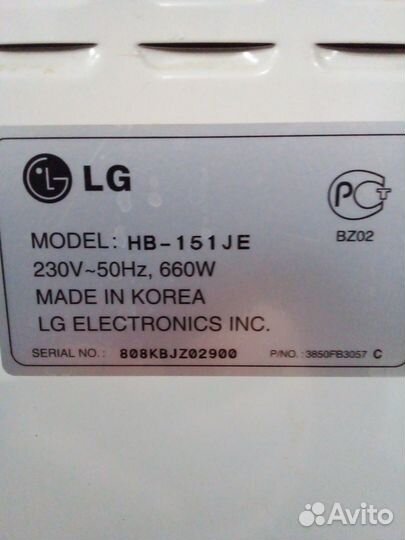 LG
РСТ
BZ02
MODEL: HB-151JE
230V~50Hz, 660W
MADE IN KOREA
LG ELECTRONICS INC.
SERIAL NO.: 808KBJZ02900 P/NO.: 3850FB3057 C
Avito